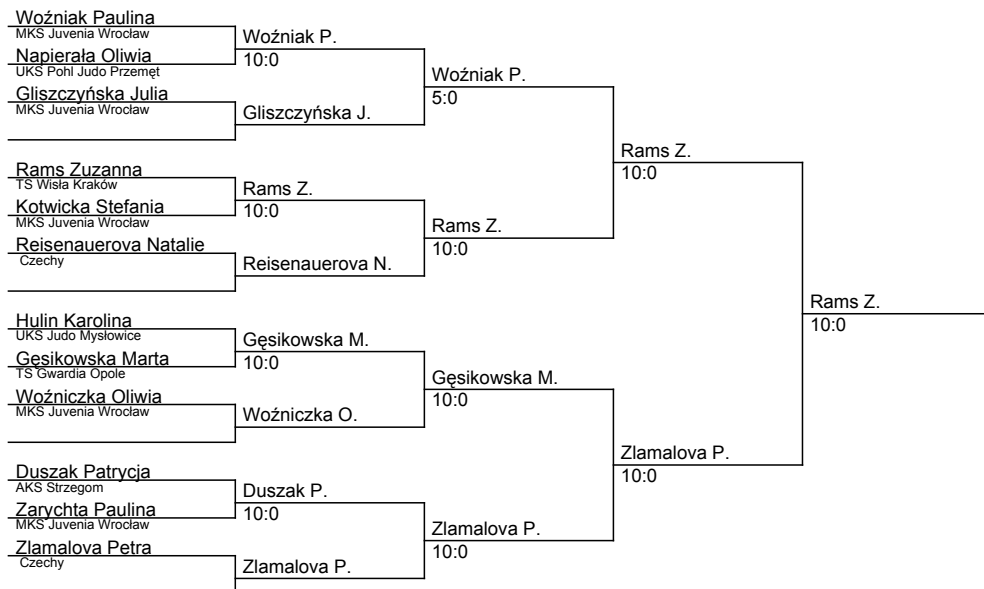 Woźniak Paulina
MKS Juvenia Wrocław
Woźniak P.
Napierała Oliwia
10:0
UKS Pohl Judo Przemęt
Woźniak P.
Gliszczyńska Julia
5:0
MKS Juvenia Wrocław
Gliszczyńska J.
Rams Z.
Rams Zuzanna
10:0
TS Wisła Kraków
Rams Z.
Kotwicka Stefania
10:0
MKS Juvenia Wrocław
Rams Z.
Reisenauerova Natalie
10:0
Czechy
Reisenauerova N.
Rams Z.
Hulin Karolina
10:0
UKS Judo Mysłowice
Gęsikowska M.
Gęsikowska Marta
10:0
TS Gwardia Opole
Gęsikowska M.
Woźniczka Oliwia
10:0
MKS Juvenia Wrocław
Woźniczka O.
Zlamalova P.
Duszak Patrycja
10:0
AKS Strzegom
Duszak P.
Zarychta Paulina
10:0
MKS Juvenia Wrocław
Zlamalova P.
Zlamalova Petra
10:0
Czechy
Zlamalova P.